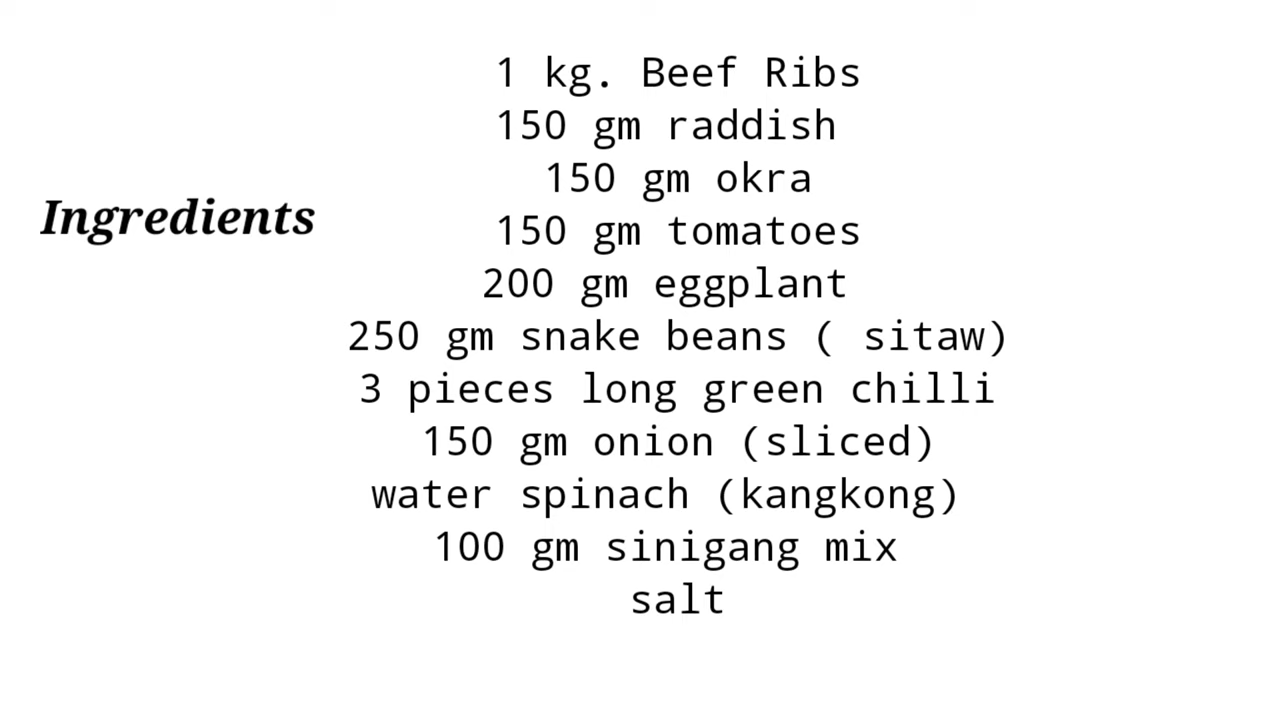 Ingredients
1 kg. Beef Ribs
150 gm raddish
150 gm okra
150 gm tomatoes
200 gm eggplant
250 gm snake beans ( sitaw)
3 pieces long green chilli
150 gm onion (sliced)
water spinach (kangkong)
100 gm sinigang mix
salt